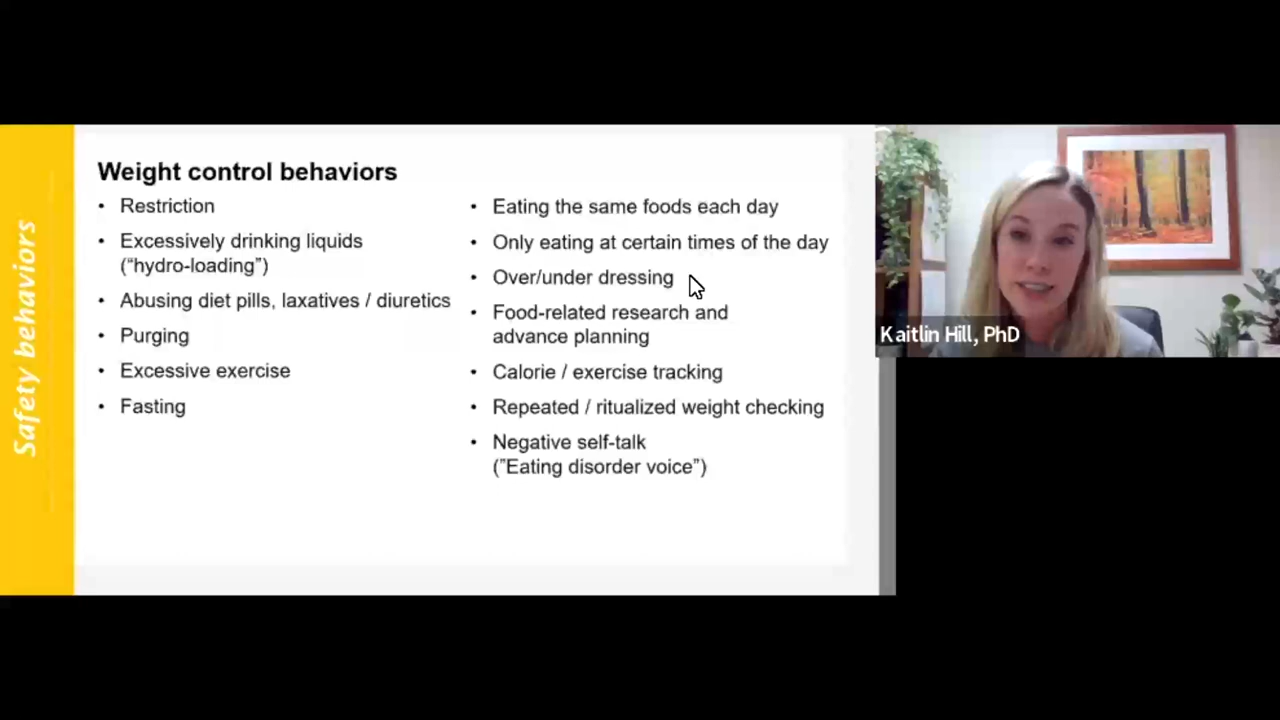 Safety behaviors
Weight control behaviors
• Restriction
• Excessively drinking liquids
(“hydro-loading”)
• Abusing diet pills, laxatives / diuretics
• Purging
• Excessive exercise
• Fasting
• Eating the same foods each day
• Only eating at certain times of the day
• Over/under dressing
• Food-related research and
advance planning
• Calorie / exercise tracking
• Repeated / ritualized weight checking
• Negative self-talk
(”Eating disorder voice”)
Kaitlin Hill, PhD